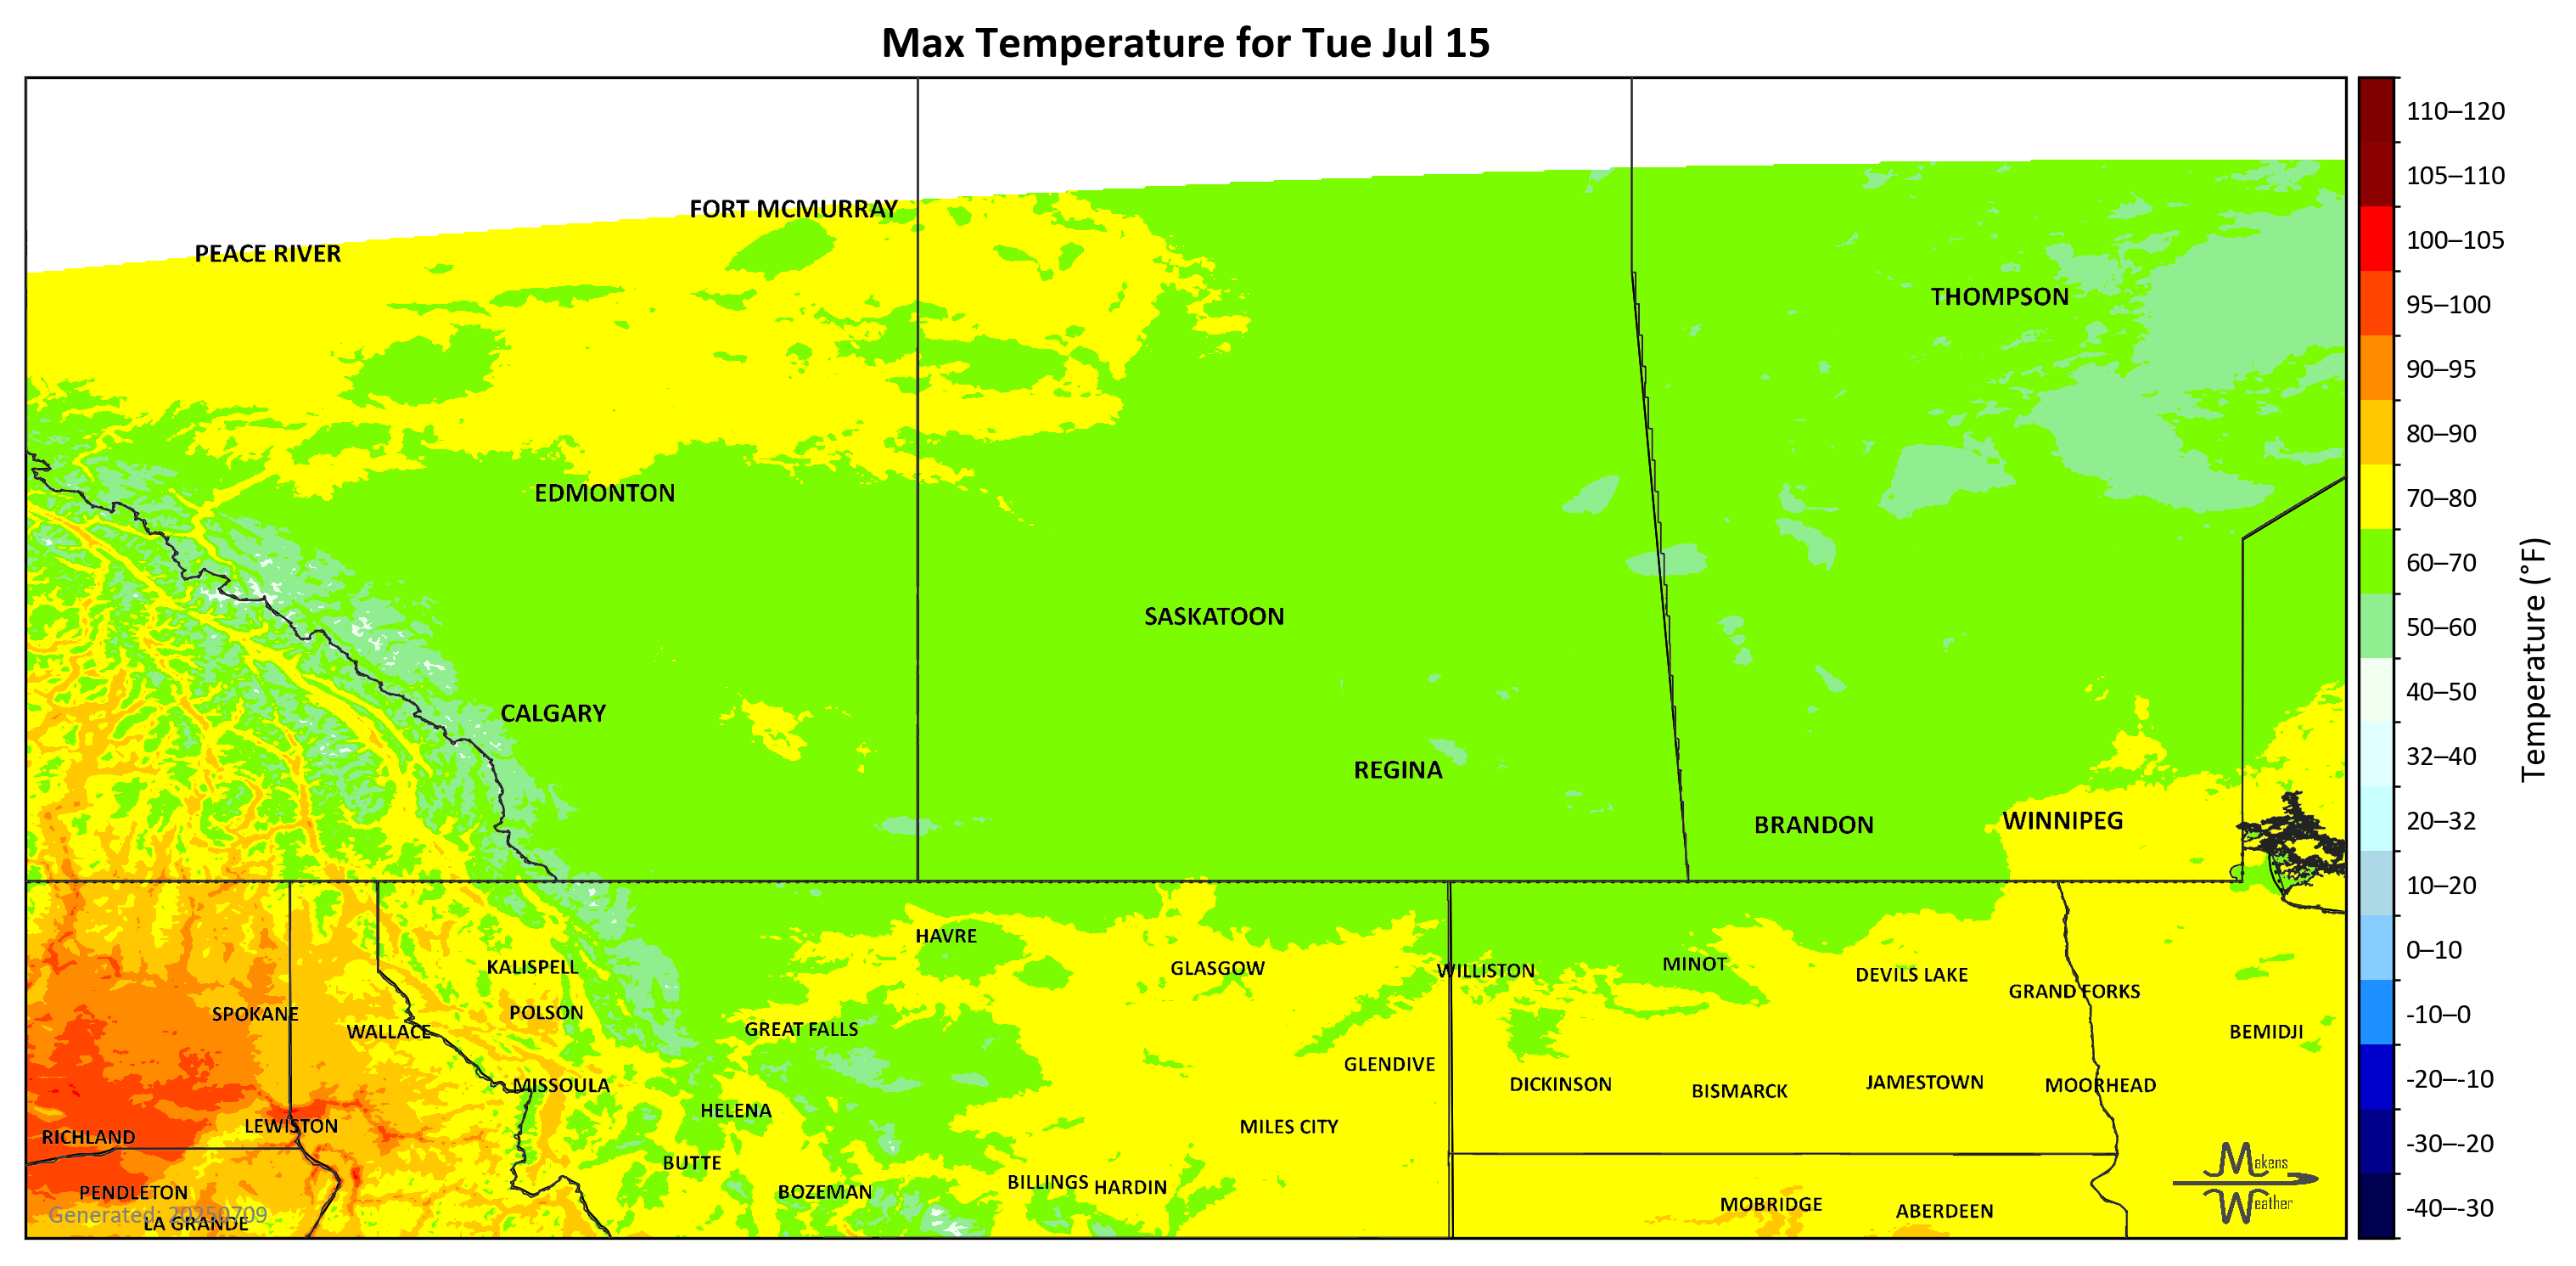 Max Temperature for Tue Jul 15
110–120
105–110
100–105
95–100
90–95
80–90
70–80
60–70
50–60
40–50
32–40
20–32
10–20
0–10
-10–0
-20–-10
-30–-20
-40–-30
Temperature (°F)
FORT MCMURRAY
PEACE RIVER
THOMPSON
EDMONTON
SASKATOON
CALGARY
REGINA
BRANDON
WINNIPEG
HAVRE
KALISPELL
GLASGOW
WILLISTON
MINOT
DEVILS LAKE
GRAND FORKS
SPOKANE
POLSON
WALLACE
GREAT FALLS
BEMIDJI
GLENDIVE
MISSOULA
DICKINSON
BISMARCK
JAMESTOWN
MOORHEAD
HELENA
LEWISTON
MILES CITY
RICHLAND
BUTTE
PENDLETON
BOZEMAN
BILLINGS
HARDIN
MOBRIDGE
ABERDEEN
Generated: 20250709
LA GRANDE
Makens
Weather